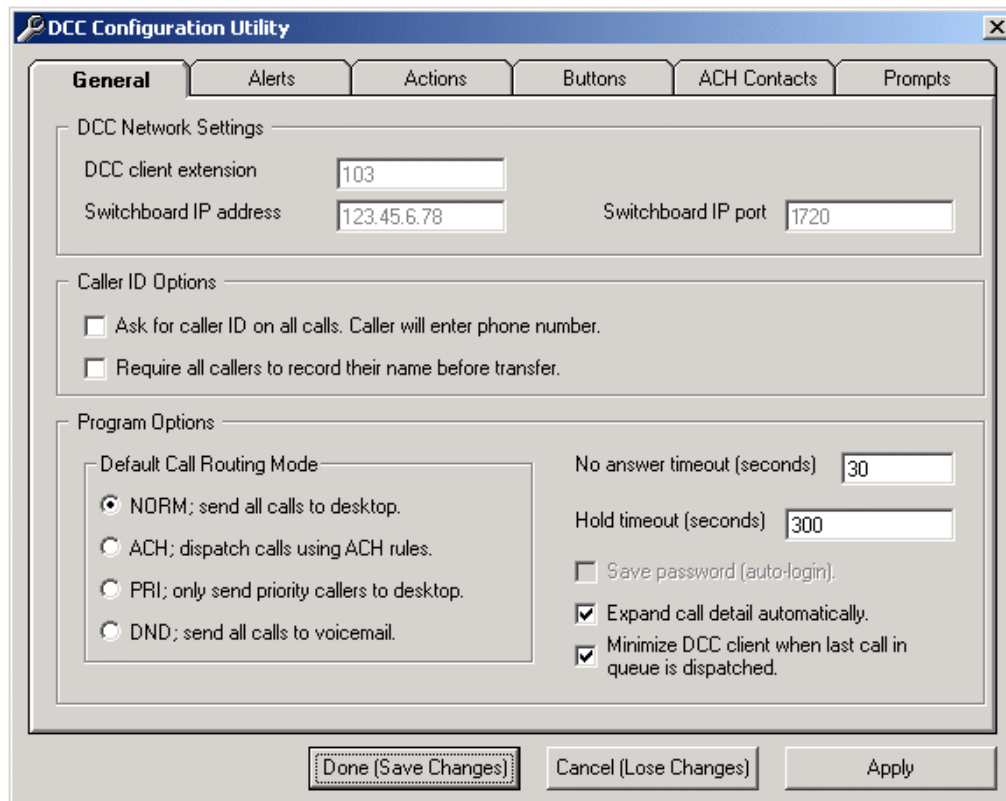 DCC Configuration Utility
General Alerts Actions Buttons ACH Contacts Prompts
DCC Network Settings
DCC client extension 103
Switchboard IP address 123.45.6.78 Switchboard IP port 1720
Caller ID Options
Ask for caller ID on all calls. Caller will enter phone number.
Require all callers to record their name before transfer.
Program Options
Default Call Routing Mode
NORM; send all calls to desktop.
ACH; dispatch calls using ACH rules.
PRI; only send priority callers to desktop.
DND; send all calls to voicemail.
No answer timeout (seconds) 30
Hold timeout (seconds) 300
Save password (auto-login).
Expand call detail automatically.
Minimize DCC client when last call in
queue is dispatched.
Done (Save Changes) Cancel (Lose Changes) Apply